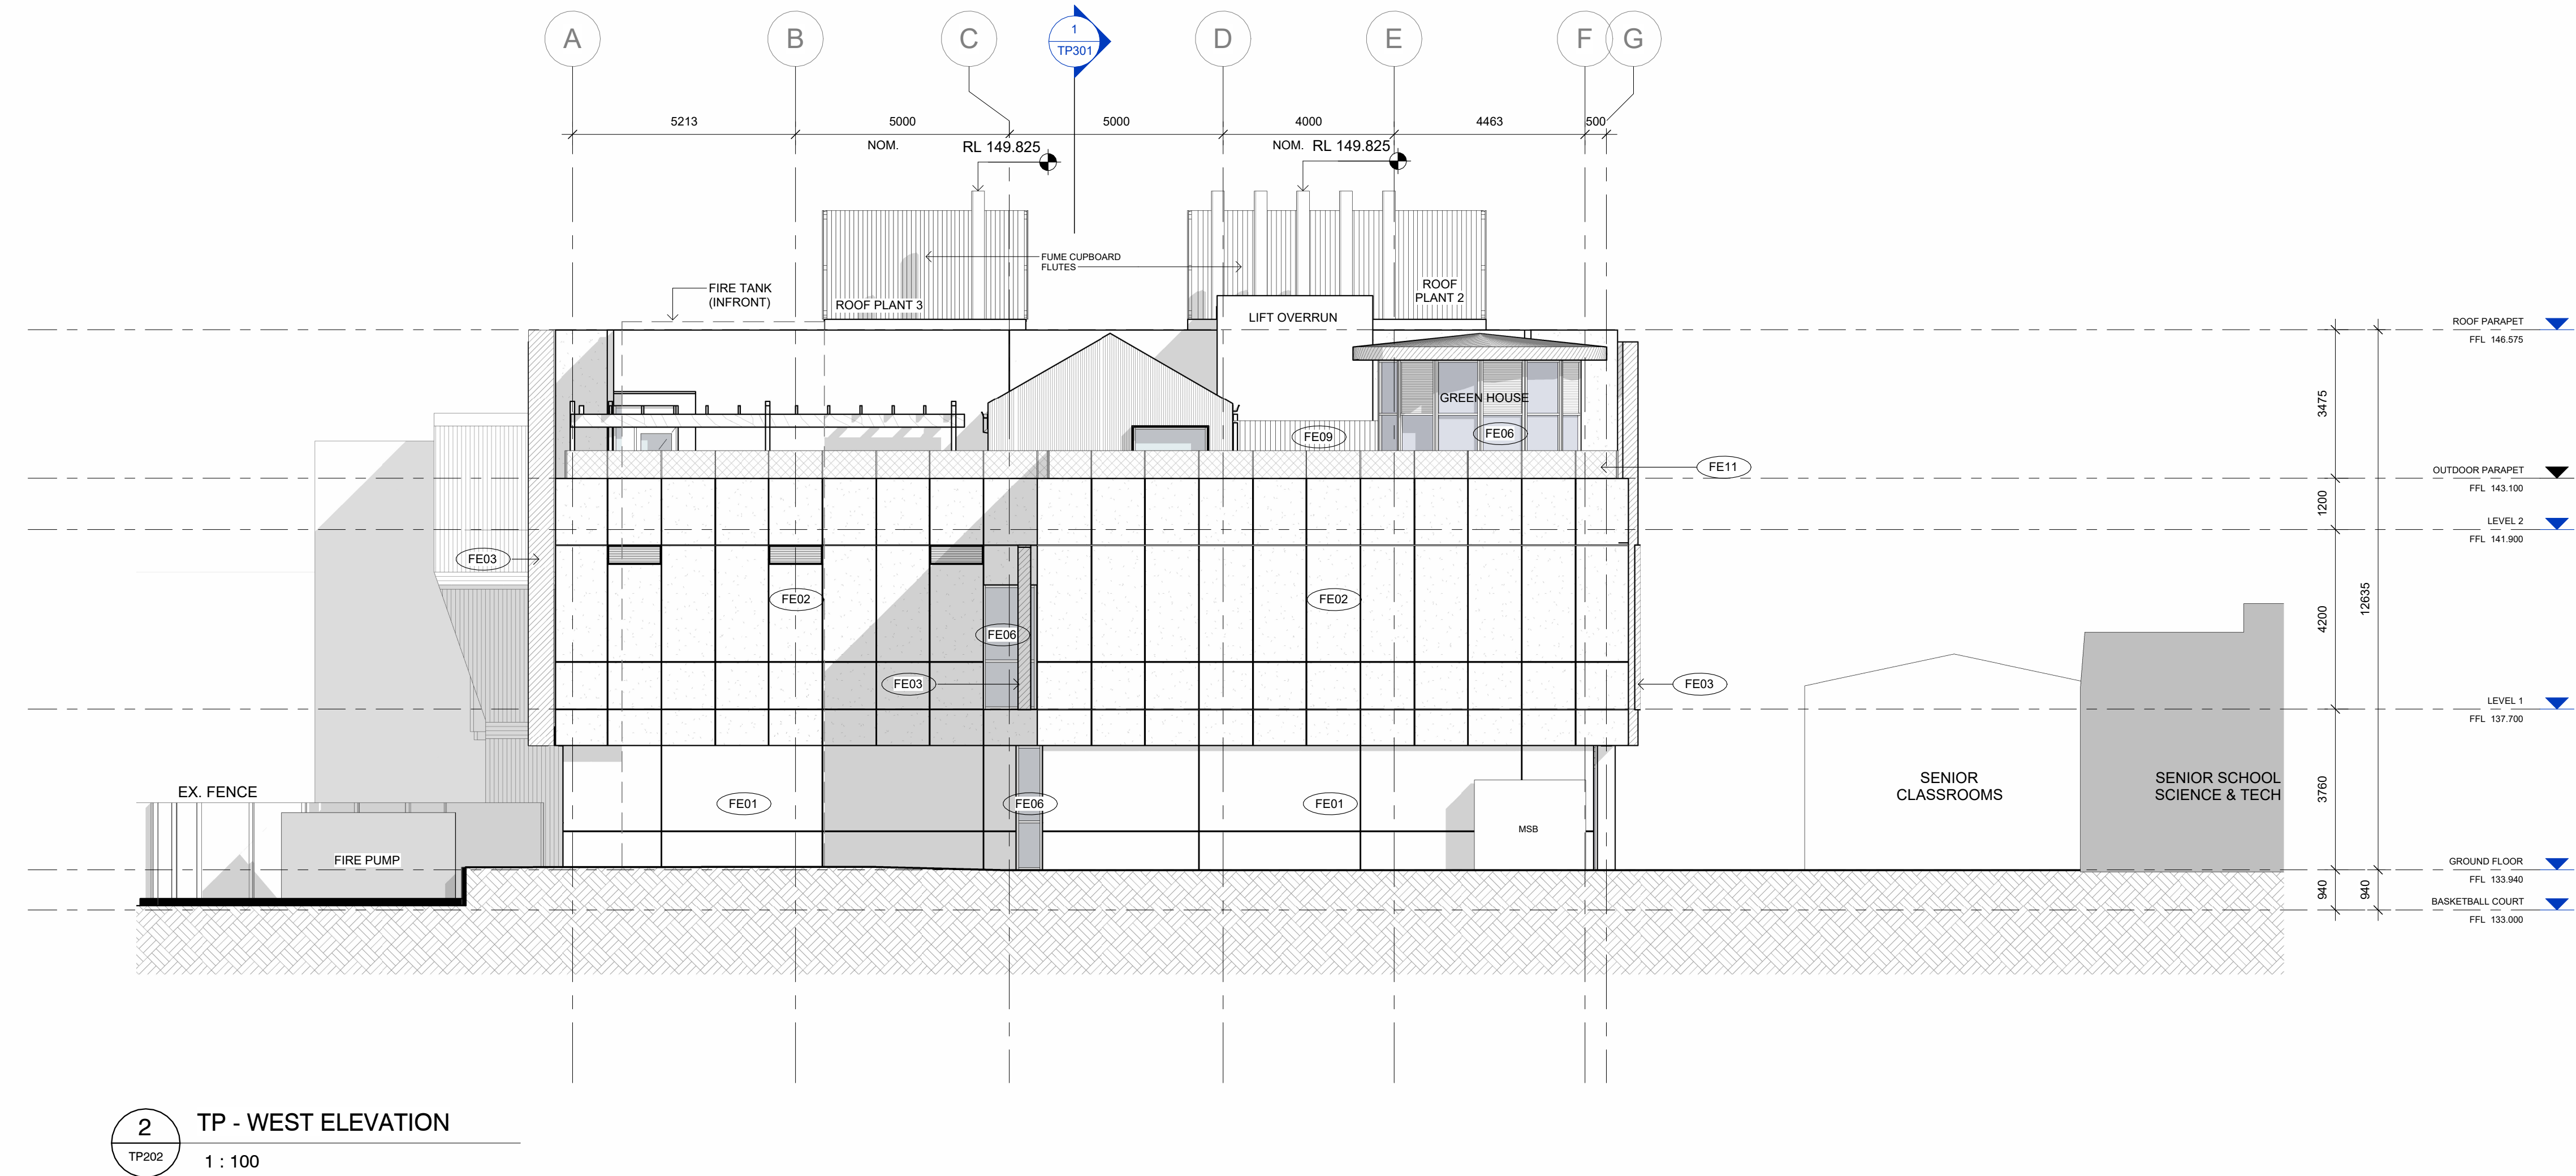 A
B
C
1
TP301
D
E
F
G
5213
5000
5000
4000
4463
500
NOM.
RL 149.825
NOM. RL 149.825
FUME CUPBOARD
FLUTES
FIRE TANK
(INFRONT)
ROOF PLANT 3
ROOF
PLANT 2
LIFT OVERRUN
ROOF PARAPET
FFL 146.575
GREEN HOUSE
3475
FE09
FE06
FE11
OUTDOOR PARAPET
FFL 143.100
1200
LEVEL 2
FFL 141.900
FE03
FE02
FE02
12635
4200
FE06
FE03
FE03
LEVEL 1
FFL 137.700
EX. FENCE
SENIOR
CLASSROOMS
SENIOR SCHOOL
SCIENCE & TECH
3760
FE01
FE06
FE01
MSB
FIRE PUMP
GROUND FLOOR
FFL 133.940
940
940
BASKETBALL COURT
FFL 133.000
2
TP202
TP - WEST ELEVATION
1 : 100